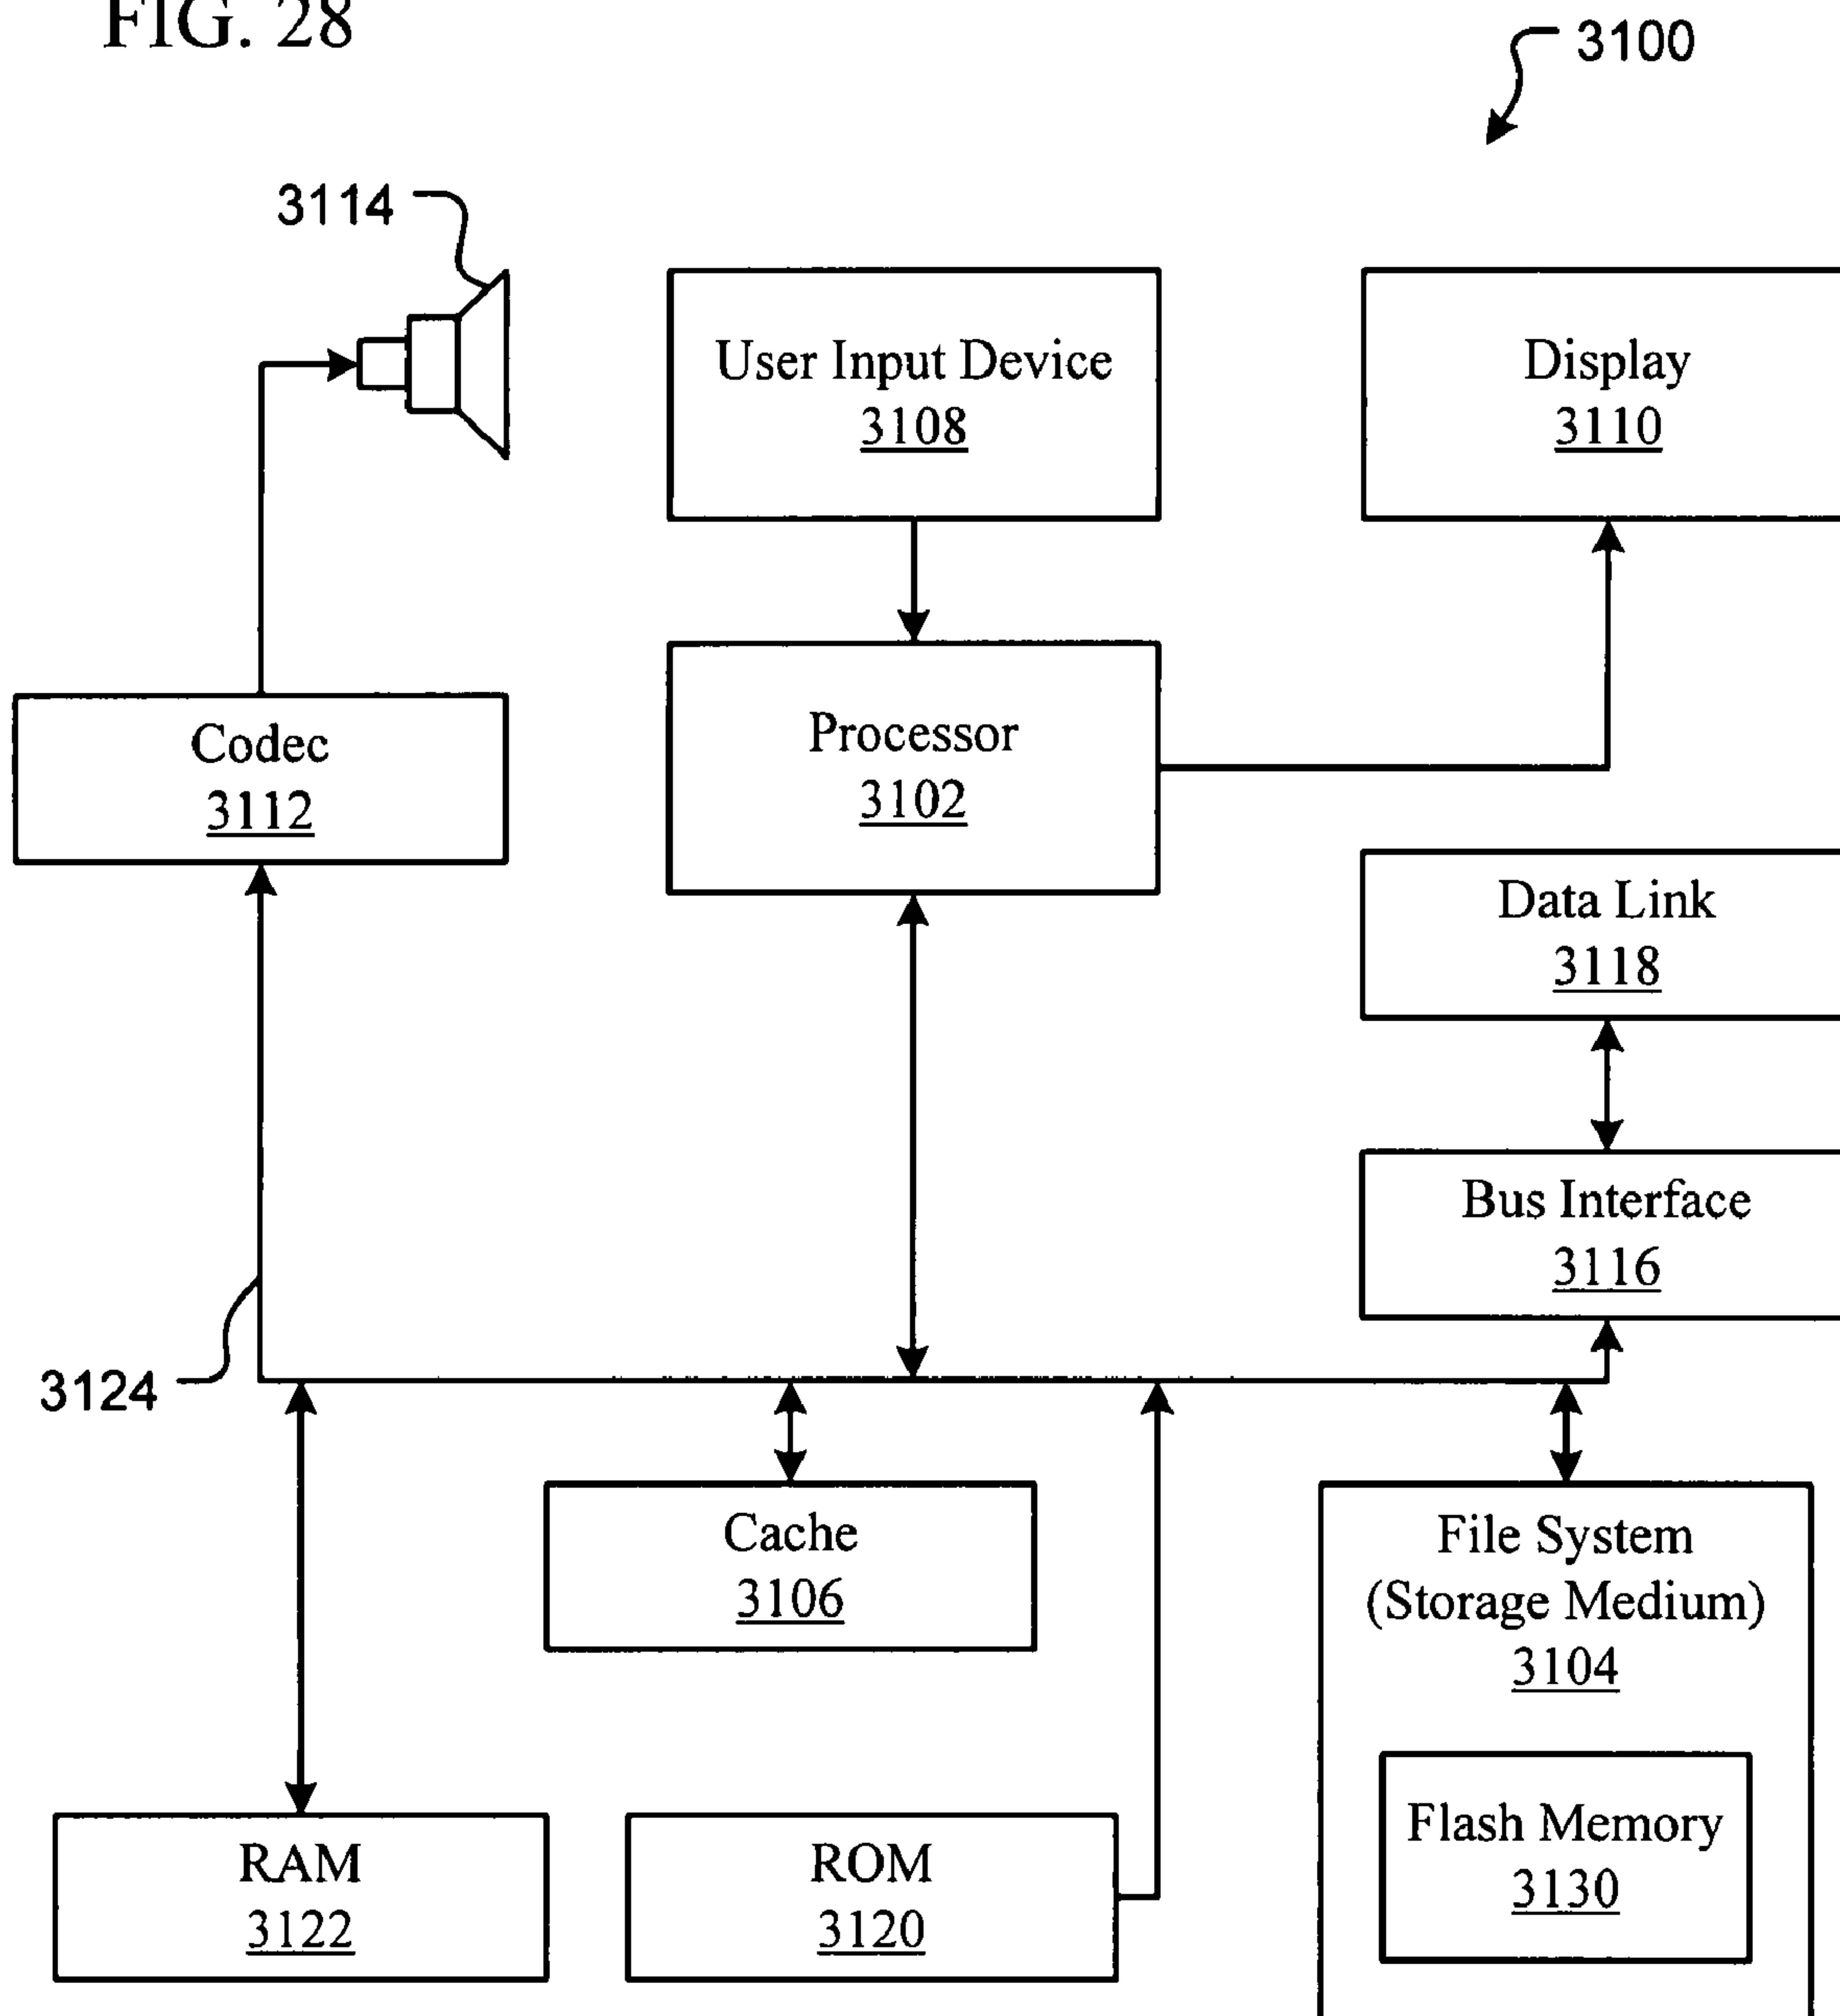 FIG. 28
3100
3114
User Input Device
3108
Display
3110
Codec
3112
Processor
3102
Data Link
3118
Bus Interface
3116
3124
Cache
3106
File System
(Storage Medium)
3104
Flash Memory
3130
RAM
3122
ROM
3120